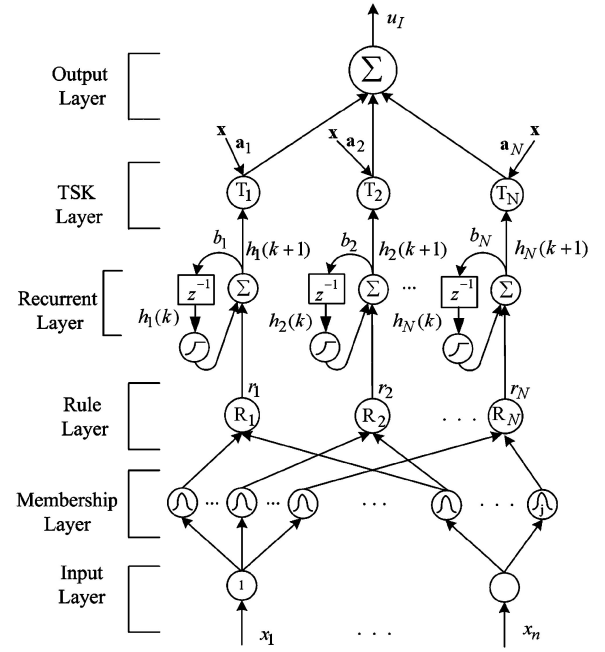 u_I
Output
Layer
Σ
x
a_1
x
a_2
x
a_N
TSK
Layer
T_1
T_2
T_N
b_1
h_1(k+1)
b_2
h_2(k+1)
b_N
h_N(k+1)
Recurrent
Layer
z^{-1}
Σ
z^{-1}
Σ
...
z^{-1}
Σ
h_1(k)
h_2(k)
h_N(k)
r_1
r_2
r_N
Rule
Layer
R_1
R_2
. . .
R_N
Membership
Layer
...
...
. . .
. . .
j
Input
Layer
1
x_1
. . .
x_n